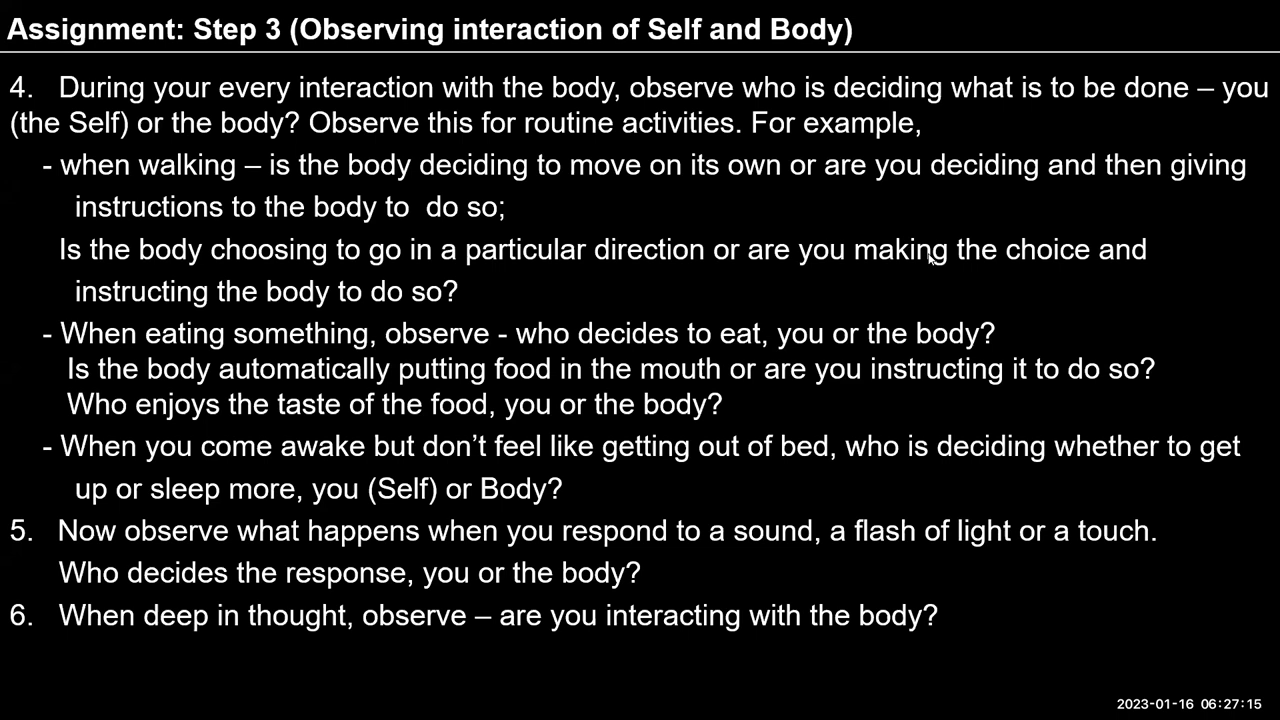 Assignment: Step 3 (Observing interaction of Self and Body)
4. During your every interaction with the body, observe who is deciding what is to be done – you
(the Self) or the body? Observe this for routine activities. For example,
- when walking – is the body deciding to move on its own or are you deciding and then giving
instructions to the body to do so;
Is the body choosing to go in a particular direction or are you making the choice and
instructing the body to do so?
- When eating something, observe - who decides to eat, you or the body?
Is the body automatically putting food in the mouth or are you instructing it to do so?
Who enjoys the taste of the food, you or the body?
- When you come awake but don’t feel like getting out of bed, who is deciding whether to get
up or sleep more, you (Self) or Body?
5. Now observe what happens when you respond to a sound, a flash of light or a touch.
Who decides the response, you or the body?
6. When deep in thought, observe – are you interacting with the body?
2023-01-16 06:27:15